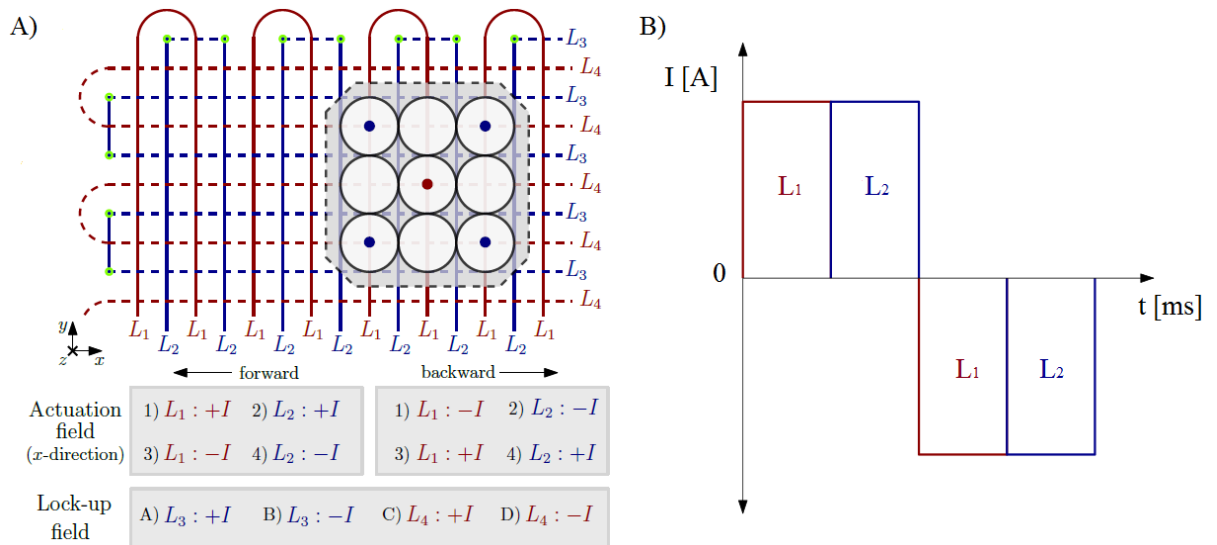 A)
L₃
L₄
L₃
L₄
L₃
L₄
L₃
L₄
L₃
L₄
L₁ L₂ L₁ L₂ L₁ L₂ L₁ L₂ L₁ L₂ L₁ L₂ L₁ L₂ L₁
y
z x
forward backward
Actuation field (x-direction)
1) L₁ : +I 2) L₂ : +I
3) L₁ : −I 4) L₂ : −I
1) L₁ : −I 2) L₂ : −I
3) L₁ : +I 4) L₂ : +I
Lock-up field
A) L₃ : +I B) L₃ : −I C) L₄ : +I D) L₄ : −I
B)
I [A]
L₁ L₂
0
t [ms]
L₁ L₂